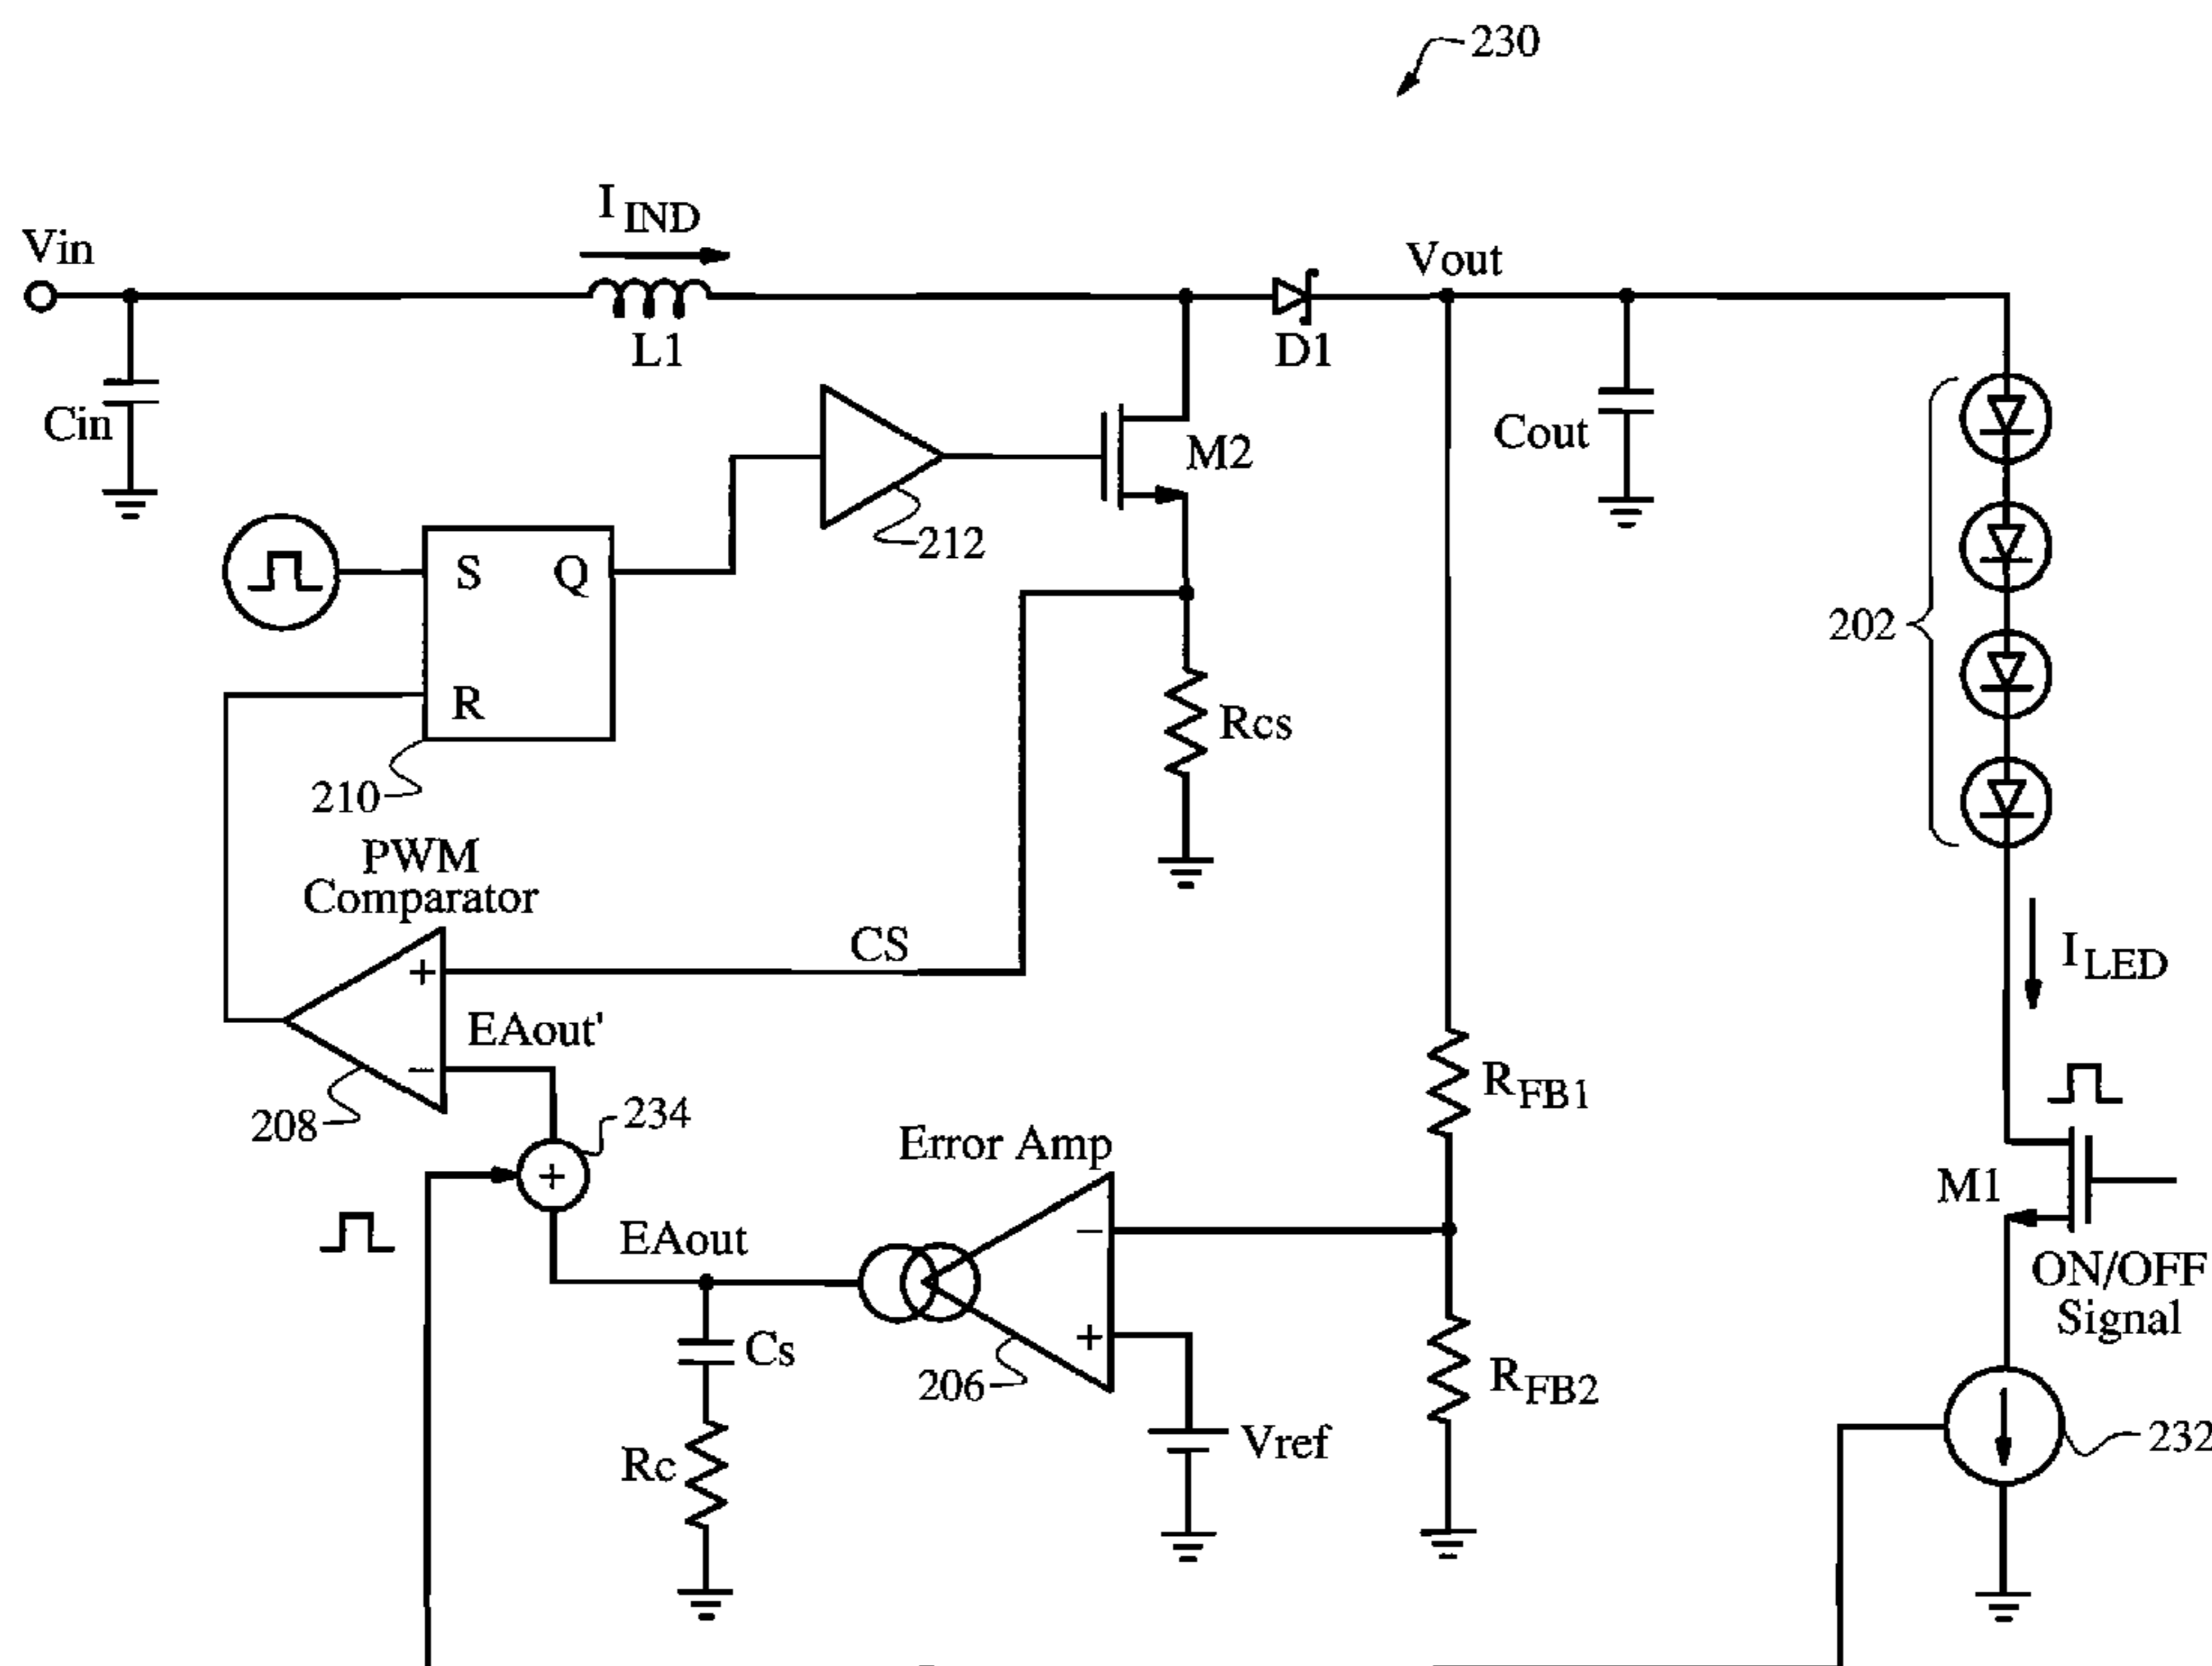 230
I IND
Vin
Vout
L1
D1
Cin
M2
Cout
212
S Q
202
R
Rcs
210
PWM
Comparator
CS
I LED
EAout'
R FB1
208
234
Error Amp
−
+
+
−
M1
EAout
ON/OFF
Signal
+
Cs
206
R FB2
Vref
232
Rc